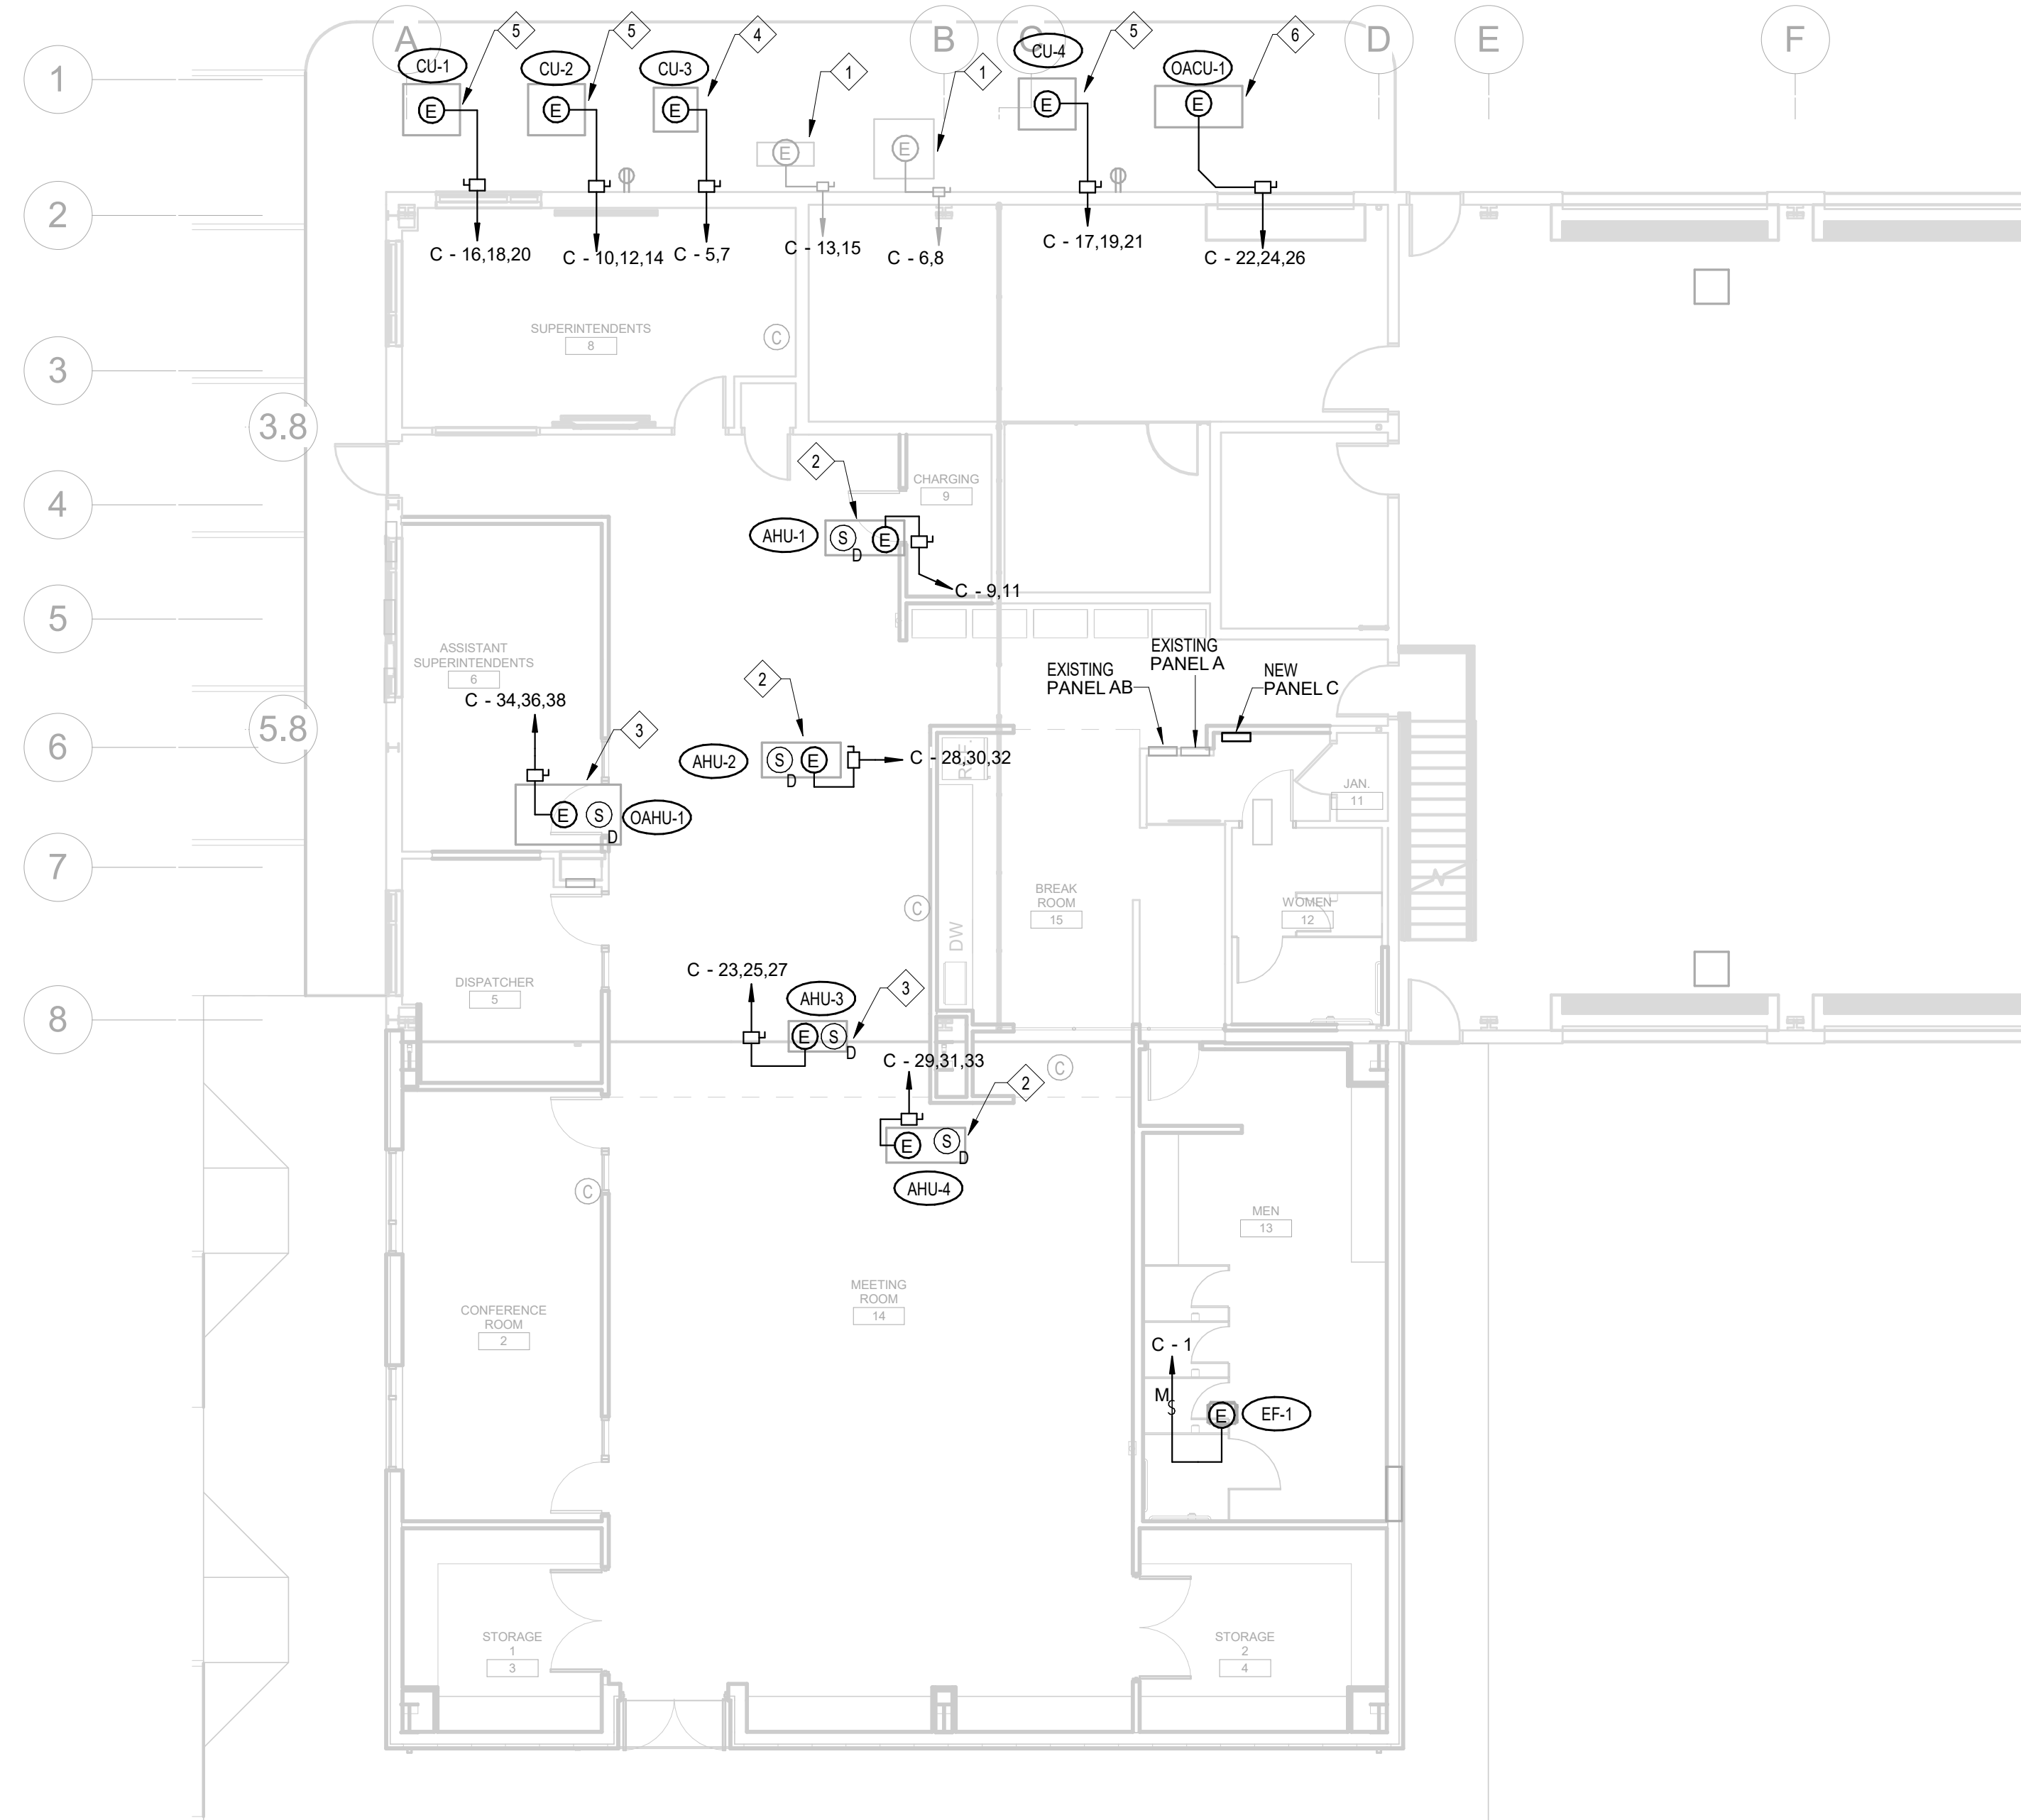 A
B
C
D
E
F
5
5
4
5
6
CU-1
CU-2
CU-3
CU-4
OACU-1
1
1
1
E
E
E
E
E
E
E
2
C - 16,18,20
C - 10,12,14
C - 5,7
C - 13,15
C - 6,8
C - 17,19,21
C - 22,24,26
SUPERINTENDENTS
8
C
3
3.8
2
CHARGING
9
4
AHU-1
S
D
E
C - 9,11
5
ASSISTANT
SUPERINTENDENTS
6
C - 34,36,38
EXISTING
PANEL A
EXISTING
PANEL AB
NEW
PANEL C
2
3
5.8
6
AHU-2
S
D
E
C - 28,30,32
REF
JAN.
11
E
S
D
OAHU-1
7
BREAK
ROOM
15
WOMEN
12
C
DW
C - 23,25,27
DISPATCHER
5
AHU-3
3
8
E
S
D
C - 29,31,33
C
2
E
S
D
AHU-4
C
MEN
13
MEETING
ROOM
14
CONFERENCE
ROOM
2
C - 1
M
S
E
EF-1
STORAGE
1
3
STORAGE
2
4